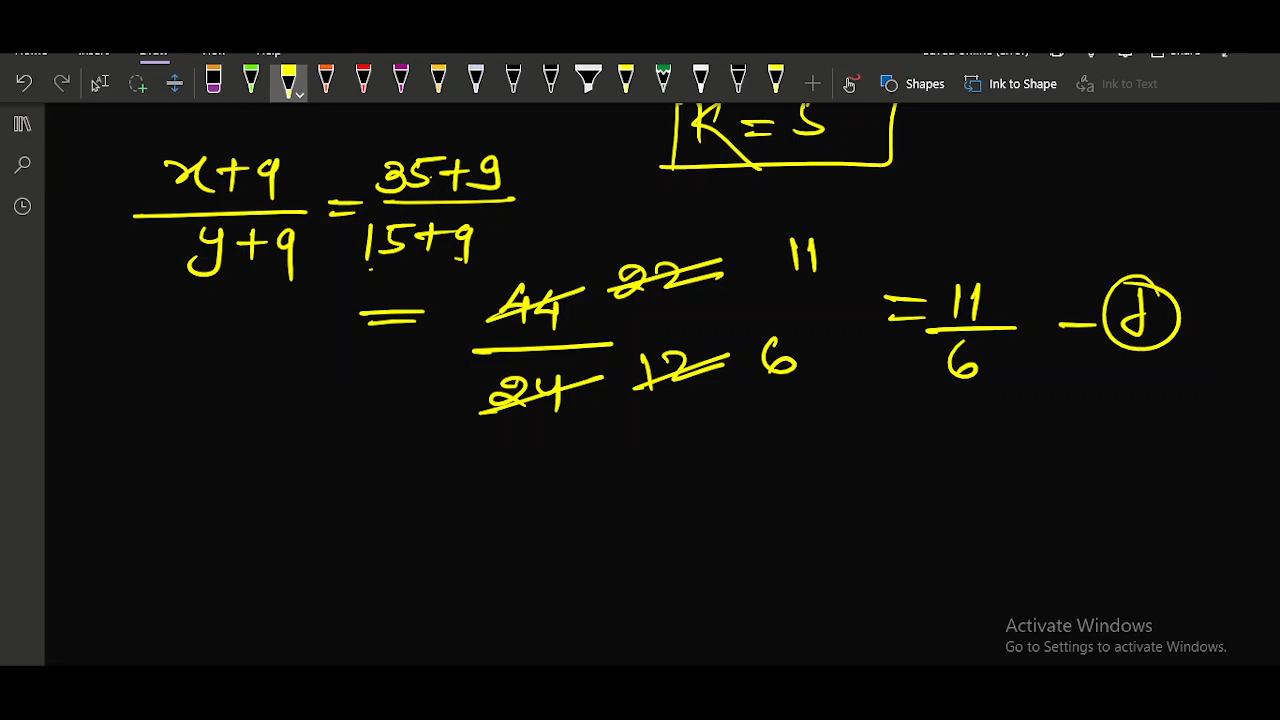 Shapes Ink to Shape Ink to Text
K = 5
x+9 / y+9 = 35+9 / 15+9
= 44 / 24 22 / 12 11 / 6 = 11 / 6 - d
Activate Windows
Go to Settings to activate Windows.